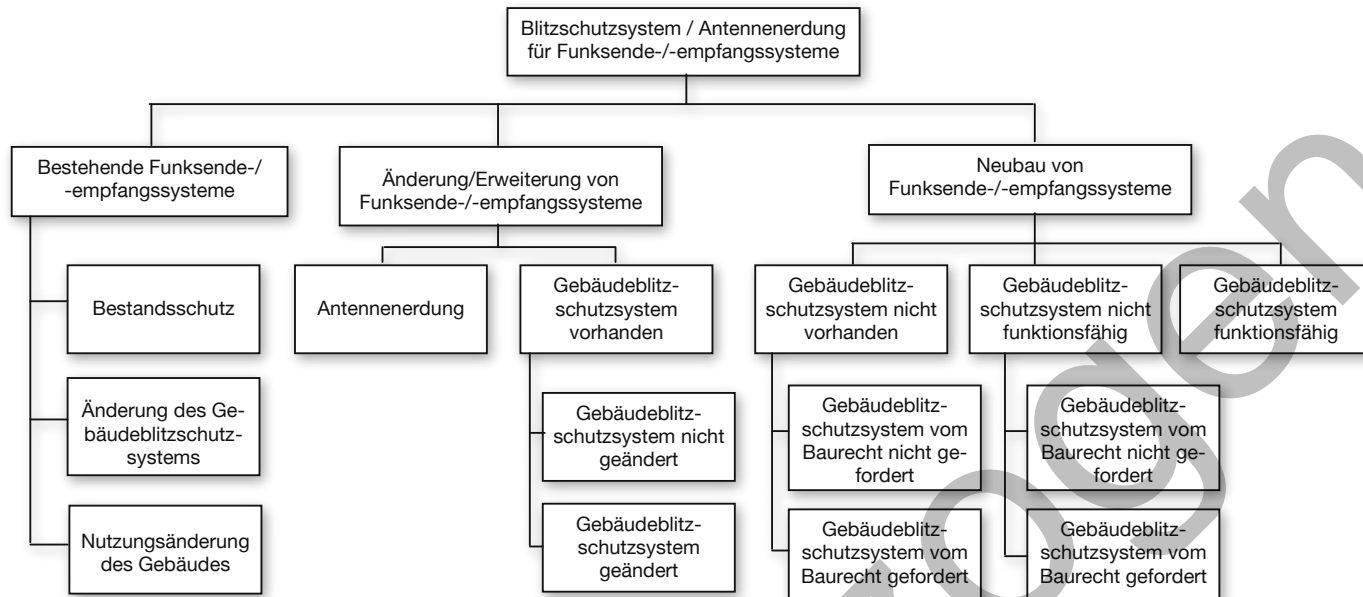 Blitzschutzsystem / Antennenerdung
für Funksende-/-empfangssysteme
Bestehende Funksende-/
-empfangssysteme
Änderung/Erweiterung von
Funksende-/-empfangssysteme
Neubau von
Funksende-/-empfangssysteme
Bestandsschutz
Änderung des Ge-
bäudeblitzschutz-
systems
Nutzungsänderung
des Gebäudes
Antennenerdung
Gebäudeblitz-
schutzsystem
vorhanden
Gebäudeblitz-
schutzsystem nicht
geändert
Gebäudeblitz-
schutzsystem
geändert
Gebäudeblitz-
schutzsystem nicht
vorhanden
Gebäudeblitz-
schutzsystem vom
Baurecht nicht ge-
fordert
Gebäudeblitz-
schutzsystem vom
Baurecht gefordert
Gebäudeblitz-
schutzsystem nicht
funktionsfähig
Gebäudeblitz-
schutzsystem vom
Baurecht nicht ge-
fordert
Gebäudeblitz-
schutzsystem vom
Baurecht gefordert
Gebäudeblitz-
schutzsystem
funktionsfähig